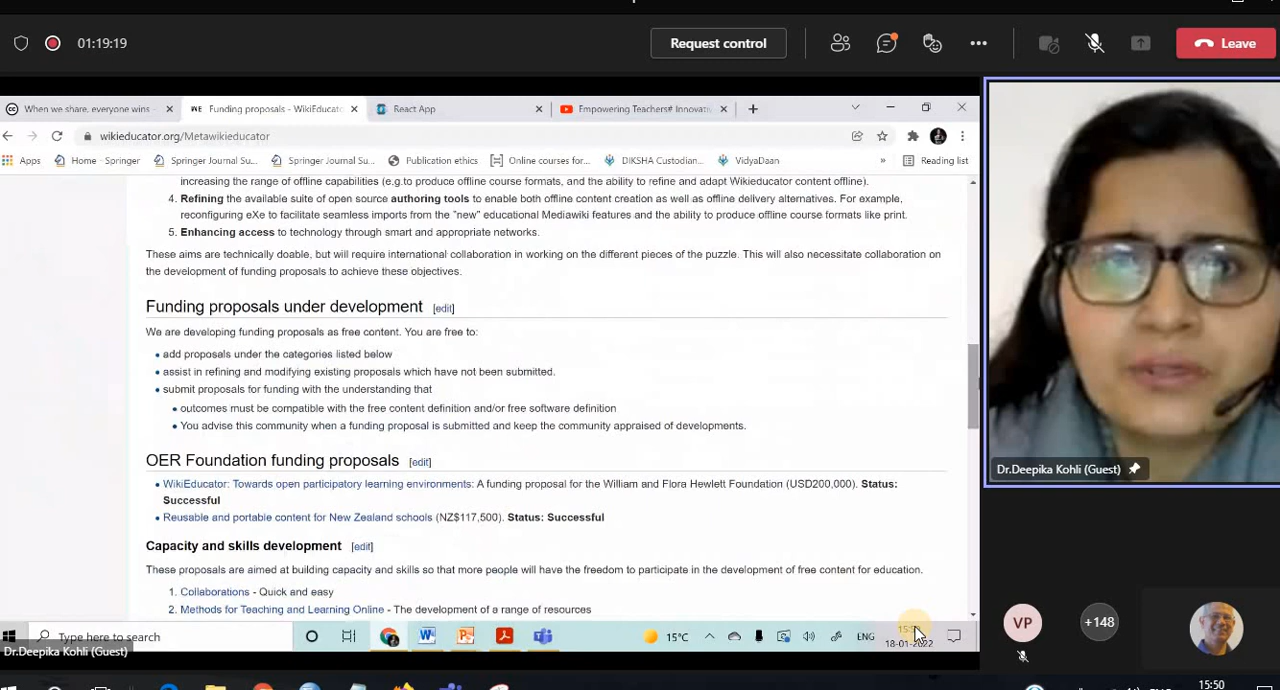 01:19:19
Request control
Leave
When we share, everyone wins
Funding proposals - WikiEducato
React App
Empowering Teachers# Innovati
wikieducator.org/Metawikieducator
Apps
Home - Springer
Springer Journal Su...
Springer Journal Su...
Publication ethics
Online courses for...
DIKSHA Custodian...
VidyaDaan
»
Reading list
increasing the range of offline capabilities (e.g.to produce offline course formats, and the ability to refine and adapt Wikieducator content offline).
4. Refining the available suite of open source authoring tools to enable both offline content creation as well as offline delivery alternatives. For example,
reconfiguring eXe to facilitate seamless imports from the "new" educational Mediawiki features and the ability to produce offline course formats like print.
5. Enhancing access to technology through smart and appropriate networks.
These aims are technically doable, but will require international collaboration in working on the different pieces of the puzzle. This will also necessitate collaboration on
the development of funding proposals to achieve these objectives.
Funding proposals under development [edit]
We are developing funding proposals as free content. You are free to:
• add proposals under the categories listed below
• assist in refining and modifying existing proposals which have not been submitted.
• submit proposals for funding with the understanding that
• outcomes must be compatible with the free content definition and/or free software definition
• You advise this community when a funding proposal is submitted and keep the community appraised of developments.
OER Foundation funding proposals [edit]
• WikiEducator: Towards open participatory learning environments: A funding proposal for the William and Flora Hewlett Foundation (USD200,000). Status:
Successful
• Reusable and portable content for New Zealand schools (NZ$117,500). Status: Successful
Capacity and skills development [edit]
These proposals are aimed at building capacity and skills so that more people will have the freedom to participate in the development of free content for education.
1. Collaborations - Quick and easy
2. Methods for Teaching and Learning Online - The development of a range of resources
Dr.Deepika Kohli (Guest)
VP
+148
Type here to search
15°C
ENG
18-01-2022
Dr.Deepika Kohli (Guest)
15:50